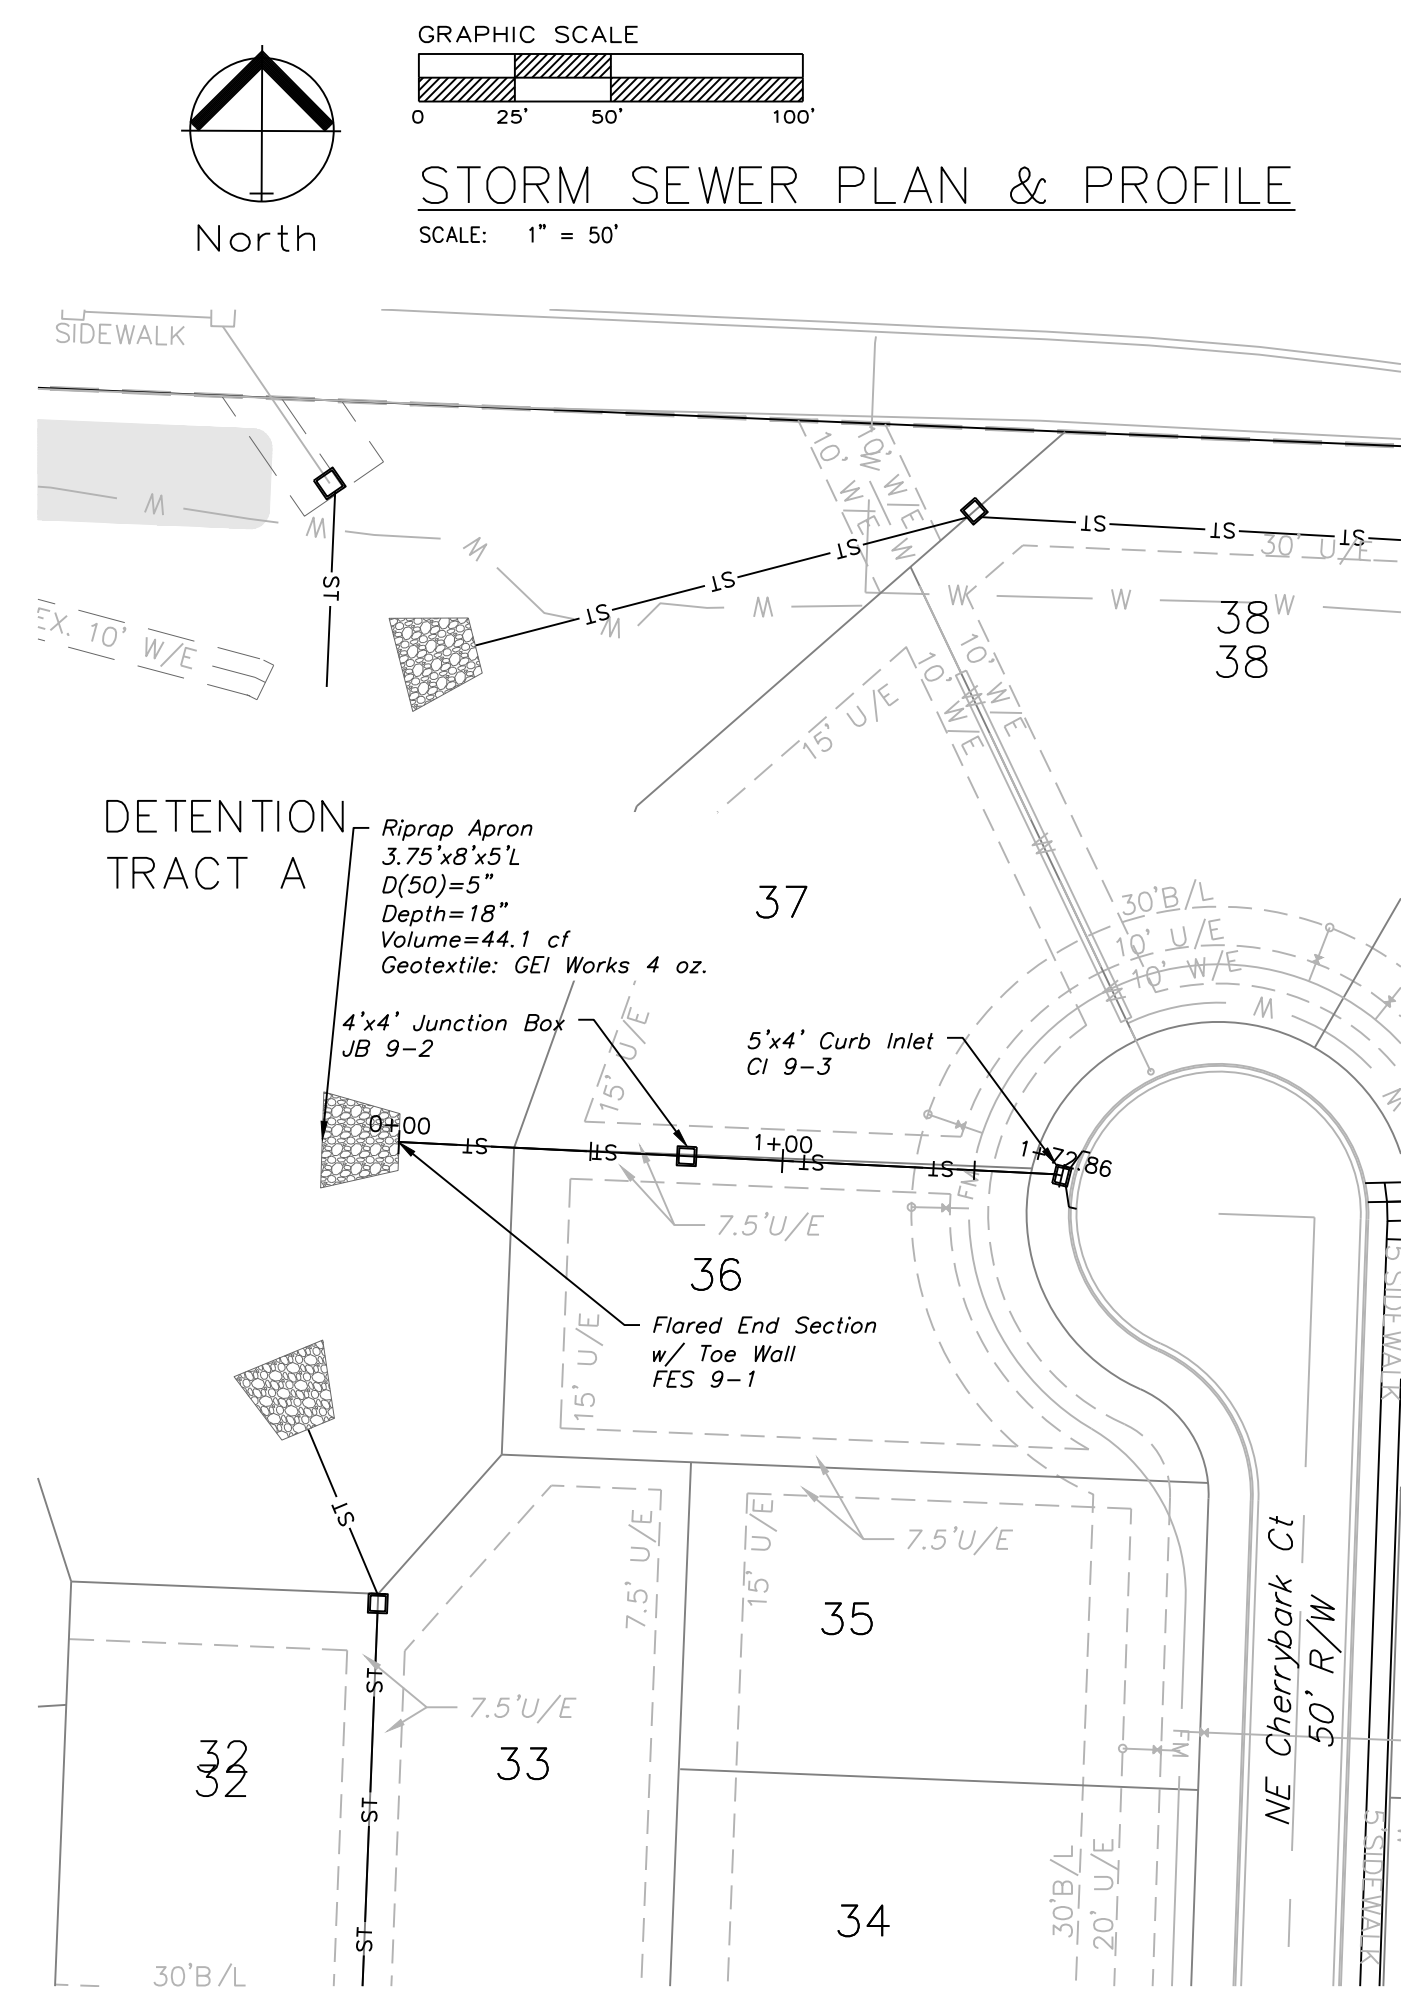 GRAPHIC SCALE
0 25' 50' 100'
North
STORM SEWER PLAN & PROFILE
SCALE: 1" = 50'
SIDEWALK
10' W/E
10' W/E
W
W
W
W
W
W
W
W
W
W
W
ST
ST
ST
ST
ST
ST
ST
30' U/E
38
38
EX. 10' W/E
10' W/E
10' W/E
15' U/E
W
W
DETENTION
TRACT A
Riprap Apron
3.75'x8'x5'L
D(50)=5"
Depth=18"
Volume=44.1 cf
Geotextile: GEI Works 4 oz.
37
30'B/L
10' U/E
10' W/E
W
W
W
4'x4' Junction Box
JB 9-2
15' U/E
15' U/E
5'x4' Curb Inlet
CI 9-3
0+00
1+00
1+72.86
ST
ST
ST
ST
FM
7.5'U/E
36
5 SIDEWALK
Flared End Section
w/ Toe Wall
FES 9-1
15' U/E
ST
7.5' U/E
15' U/E
7.5'U/E
35
NE Cherrybark Ct
50' R/W
ST
7.5'U/E
32
32
33
FM
ST
5'SIDEWALK
34
30'B/L
20' U/E
ST
30'B/L